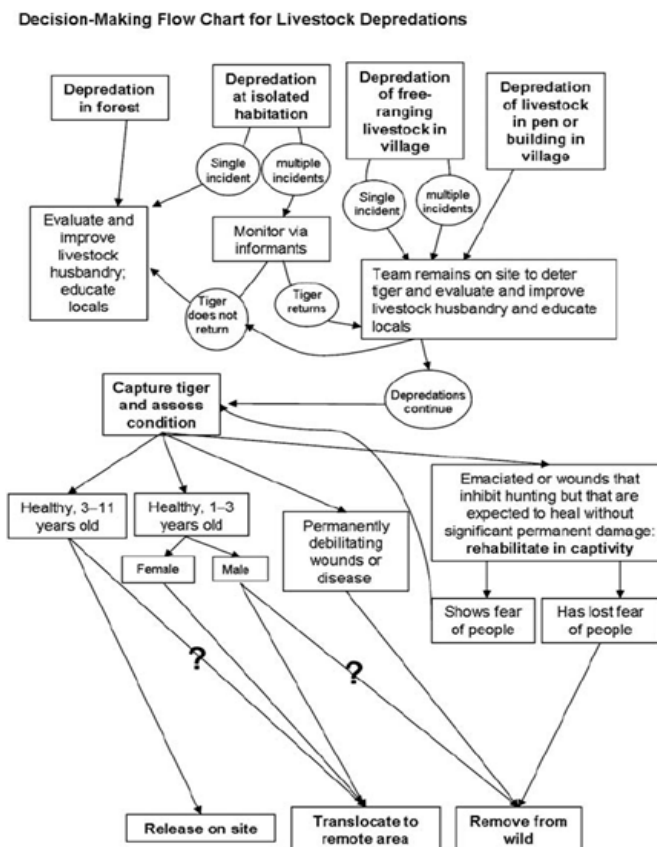 Decision-Making Flow Chart for Livestock Depredations
Depredation
in forest
Depredation
at isolated
habitation
Depredation
of free-
ranging
livestock in
village
Depredation
of livestock
in pen or
building in
village
Single
incident
multiple
incidents
Single
incident
multiple
incidents
Evaluate and
improve
livestock
husbandry;
educate
locals
Monitor via
informants
Tiger
does not
return
Tiger
returns
Team remains on site to deter
tiger and evaluate and improve
livestock husbandry and educate
locals
Capture tiger
and assess
condition
Depredations
continue
Healthy, 3–11
years old
Healthy, 1–3
years old
Permanently
debilitating
wounds or
disease
Emaciated or wounds that
inhibit hunting but that are
expected to heal without
significant permanent damage:
rehabilitate in captivity
Female
Male
Shows fear
of people
Has lost fear
of people
?
?
Release on site
Translocate to
remote area
Remove from
wild